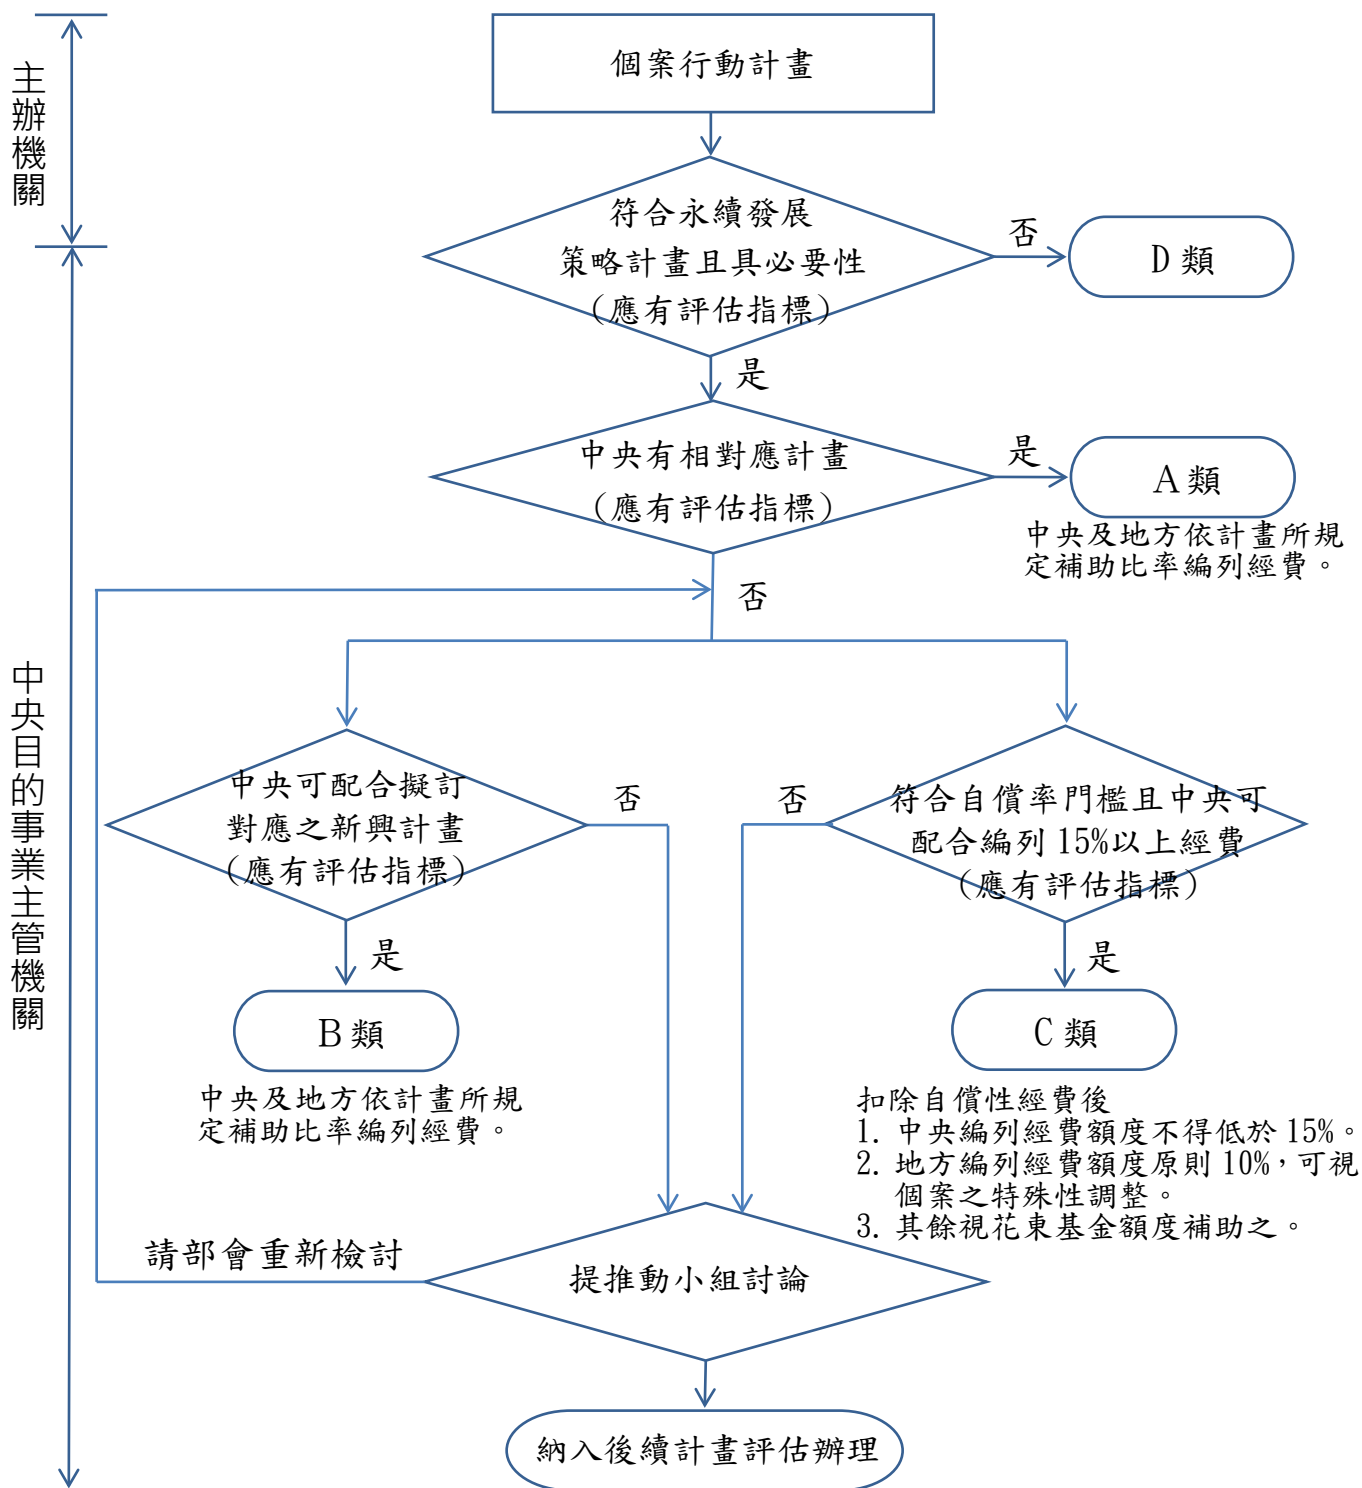 主辦機關
中央目的事業主管機關
個案行動計畫
符合永續發展
策略計畫且具必要性
(應有評估指標)
否
D 類
是
中央有相對應計畫
(應有評估指標)
是
A 類
中央及地方依計畫所規
定補助比率編列經費。
否
中央可配合擬訂
對應之新興計畫
(應有評估指標)
否
否
符合自償率門檻且中央可
配合編列 15%以上經費
(應有評估指標)
是
是
B 類
C 類
中央及地方依計畫所規
定補助比率編列經費。
扣除自償性經費後
1. 中央編列經費額度不得低於 15%。
2. 地方編列經費額度原則 10%,可視
個案之特殊性調整。
3. 其餘視花東基金額度補助之。
請部會重新檢討
提推動小組討論
納入後續計畫評估辦理